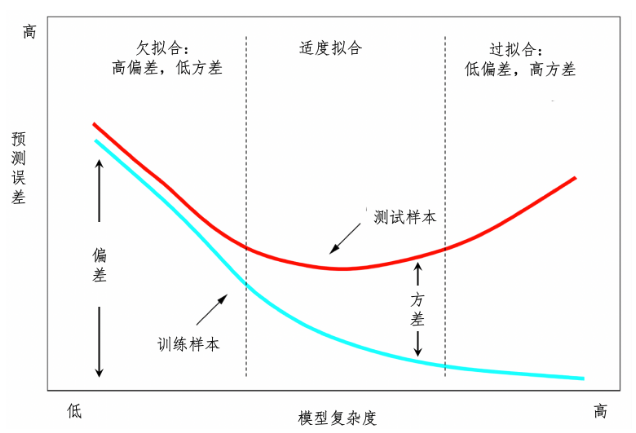 高
欠拟合：
高偏差，低方差
适度拟合
过拟合：
低偏差，高方差
预测误差
测试样本
偏差
方差
训练样本
低
模型复杂度
高